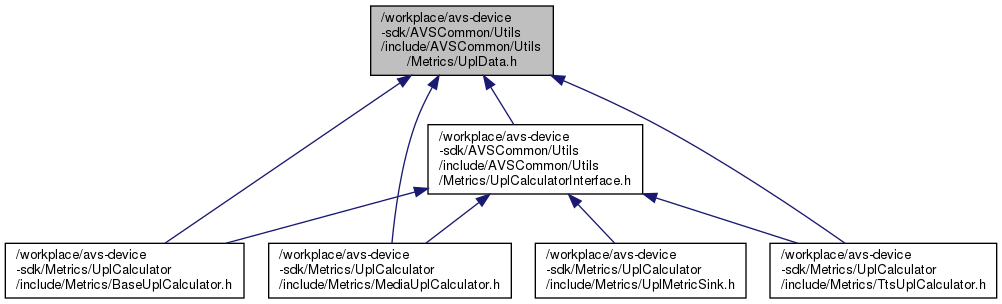 /workplace/avs-device
-sdk/AVSCommon/Utils
/include/AVSCommon/Utils
/Metrics/UplData.h
/workplace/avs-device
-sdk/AVSCommon/Utils
/include/AVSCommon/Utils
/Metrics/UplCalculatorInterface.h
/workplace/avs-device
-sdk/Metrics/UplCalculator
/include/Metrics/BaseUplCalculator.h
/workplace/avs-device
-sdk/Metrics/UplCalculator
/include/Metrics/MediaUplCalculator.h
/workplace/avs-device
-sdk/Metrics/UplCalculator
/include/Metrics/UplMetricSink.h
/workplace/avs-device
-sdk/Metrics/UplCalculator
/include/Metrics/TtsUplCalculator.h